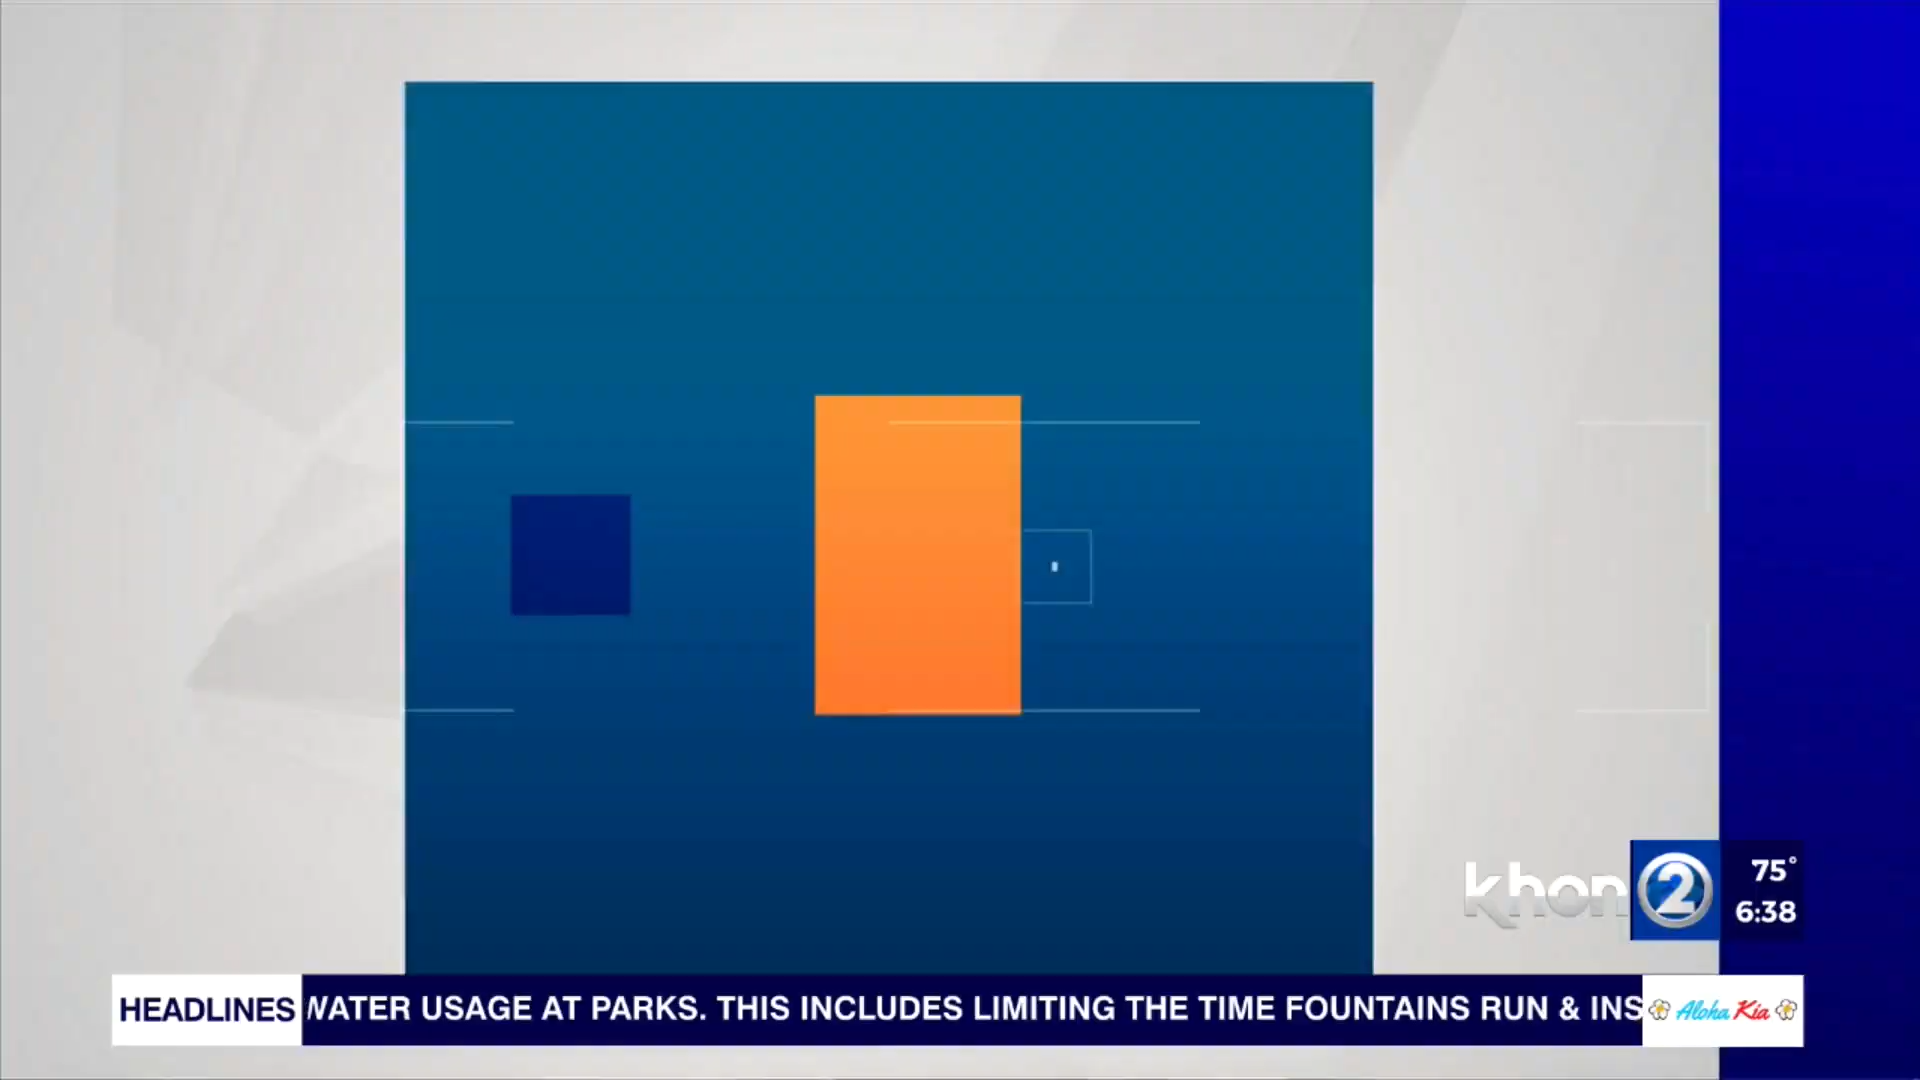 khon 2
75°
6:38
HEADLINES WATER USAGE AT PARKS. THIS INCLUDES LIMITING THE TIME FOUNTAINS RUN & INS
Aloha Kia